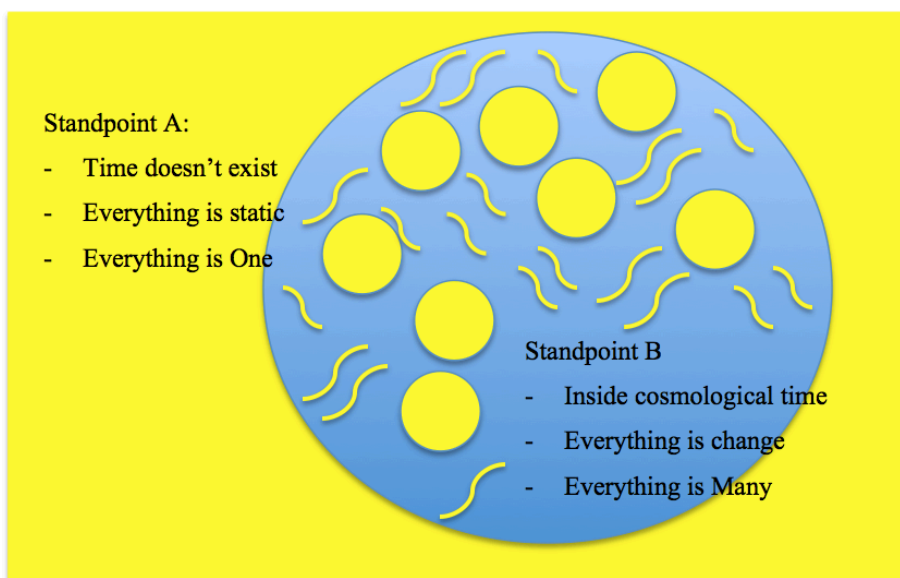 Standpoint A:
- Time doesn’t exist
- Everything is static
- Everything is One
Standpoint B
- Inside cosmological time
- Everything is change
- Everything is Many